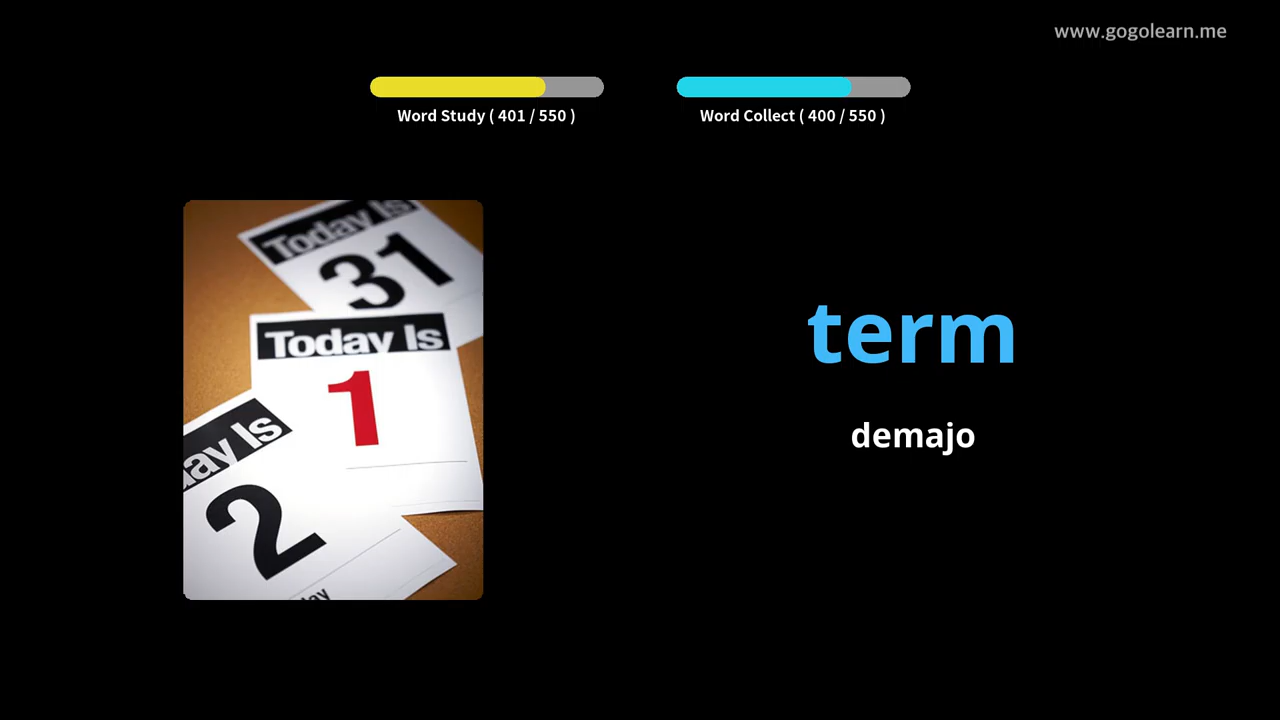 www.gogolearn.me
Word Study ( 401 / 550 )
Word Collect ( 400 / 550 )
Today Is
31
Today Is
1
day Is
2
term
demajo